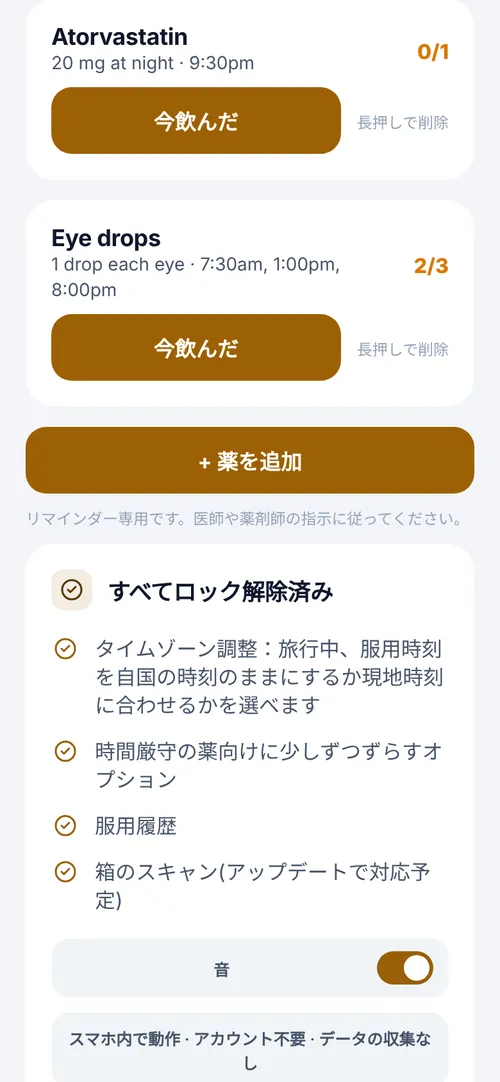 Atorvastatin
0/1
20 mg at night · 9:30pm
今飲んだ
長押しで削除
Eye drops
1 drop each eye · 7:30am, 1:00pm,
8:00pm
2/3
今飲んだ
長押しで削除
+ 薬を追加
リマインダー専用です。医師や薬剤師の指示に従ってください。
すべてロック解除済み
タイムゾーン調整：旅行中、服用時刻
を自国の時刻のままにするか現地時刻
に合わせるかを選べます
時間厳守の薬向けに少しずつずらすオ
プション
服用履歴
箱のスキャン(アップデートで対応予
定)
音
スマホ内で動作 · アカウント不要 · データの収集な
し